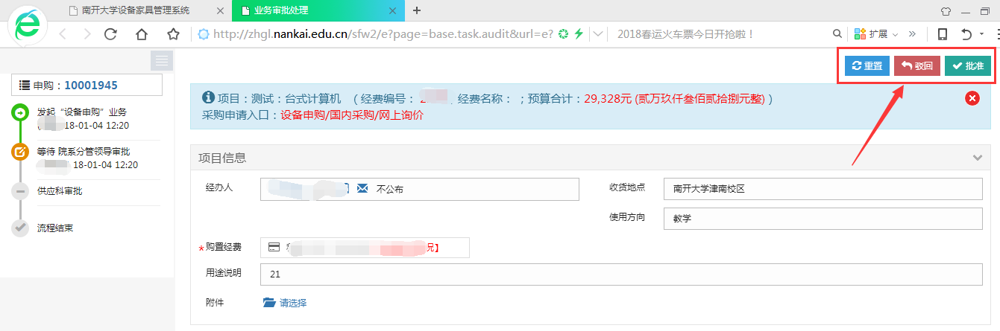 南开大学设备家具管理系统
业务审批处理
http://zhgl.nankai.edu.cn/sfw2/e?page=base.task.audit&url=e?
2018春运火车票今日开抢啦！
扩展
申购：10001945
重置
驳回
批准
发起“设备申购”业务
18-01-04 12:20
等待 院系分管领导审批
18-01-04 12:20
供应科审批
流程结束
项目：测试：台式计算机 （ 经费编号： 经费名称： ；预算合计：29,328元 (贰万玖仟叁佰贰拾捌元整) ）
采购申请入口：设备申购/国内采购/网上询价
项目信息
经办人
不公布
收货地点
南开大学津南校区
使用方向
教学
*购置经费
用途说明
21
附件
请选择